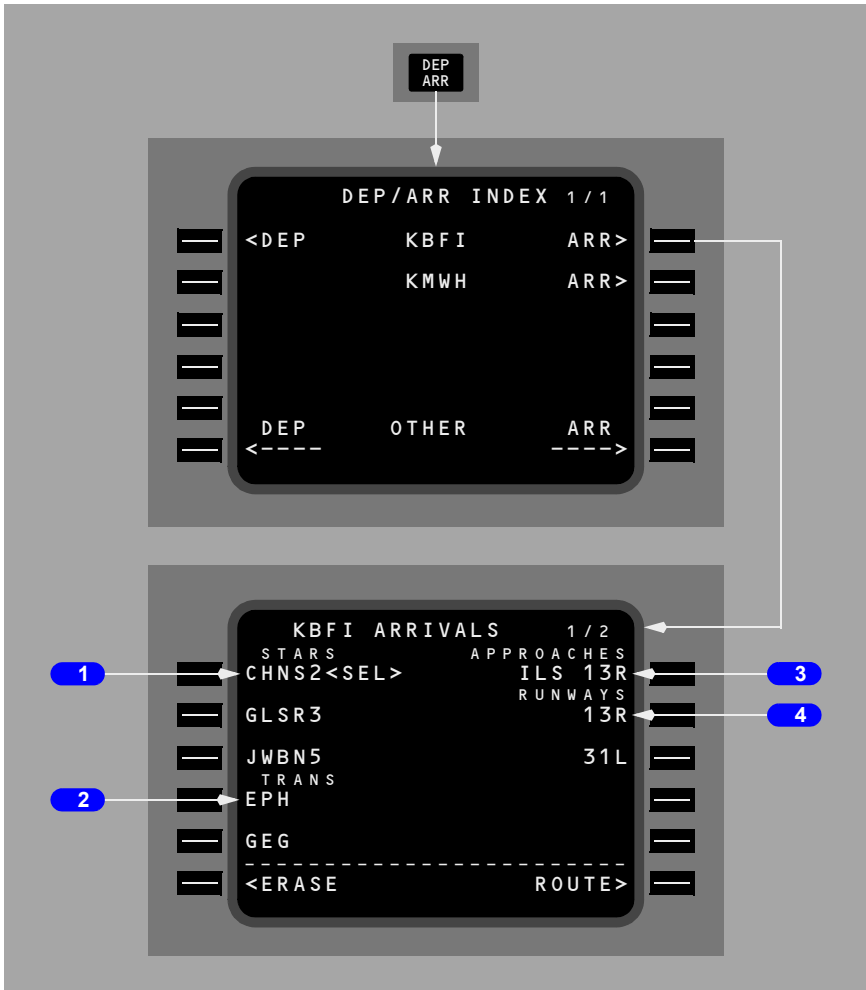 DEP
ARR
DEP/ARR INDEX 1/1
<DEP KBFI ARR>
KMWH ARR>
DEP OTHER ARR
<---- ---->
KBFI ARRIVALS 1/2
STARS APPROACHES
1 CHNS2<SEL> ILS 13R 3
RUNWAYS
GLSR3 13R 4
JWBN5 31L
TRANS
2 EPH
GEG
-------------------------
<ERASE ROUTE>